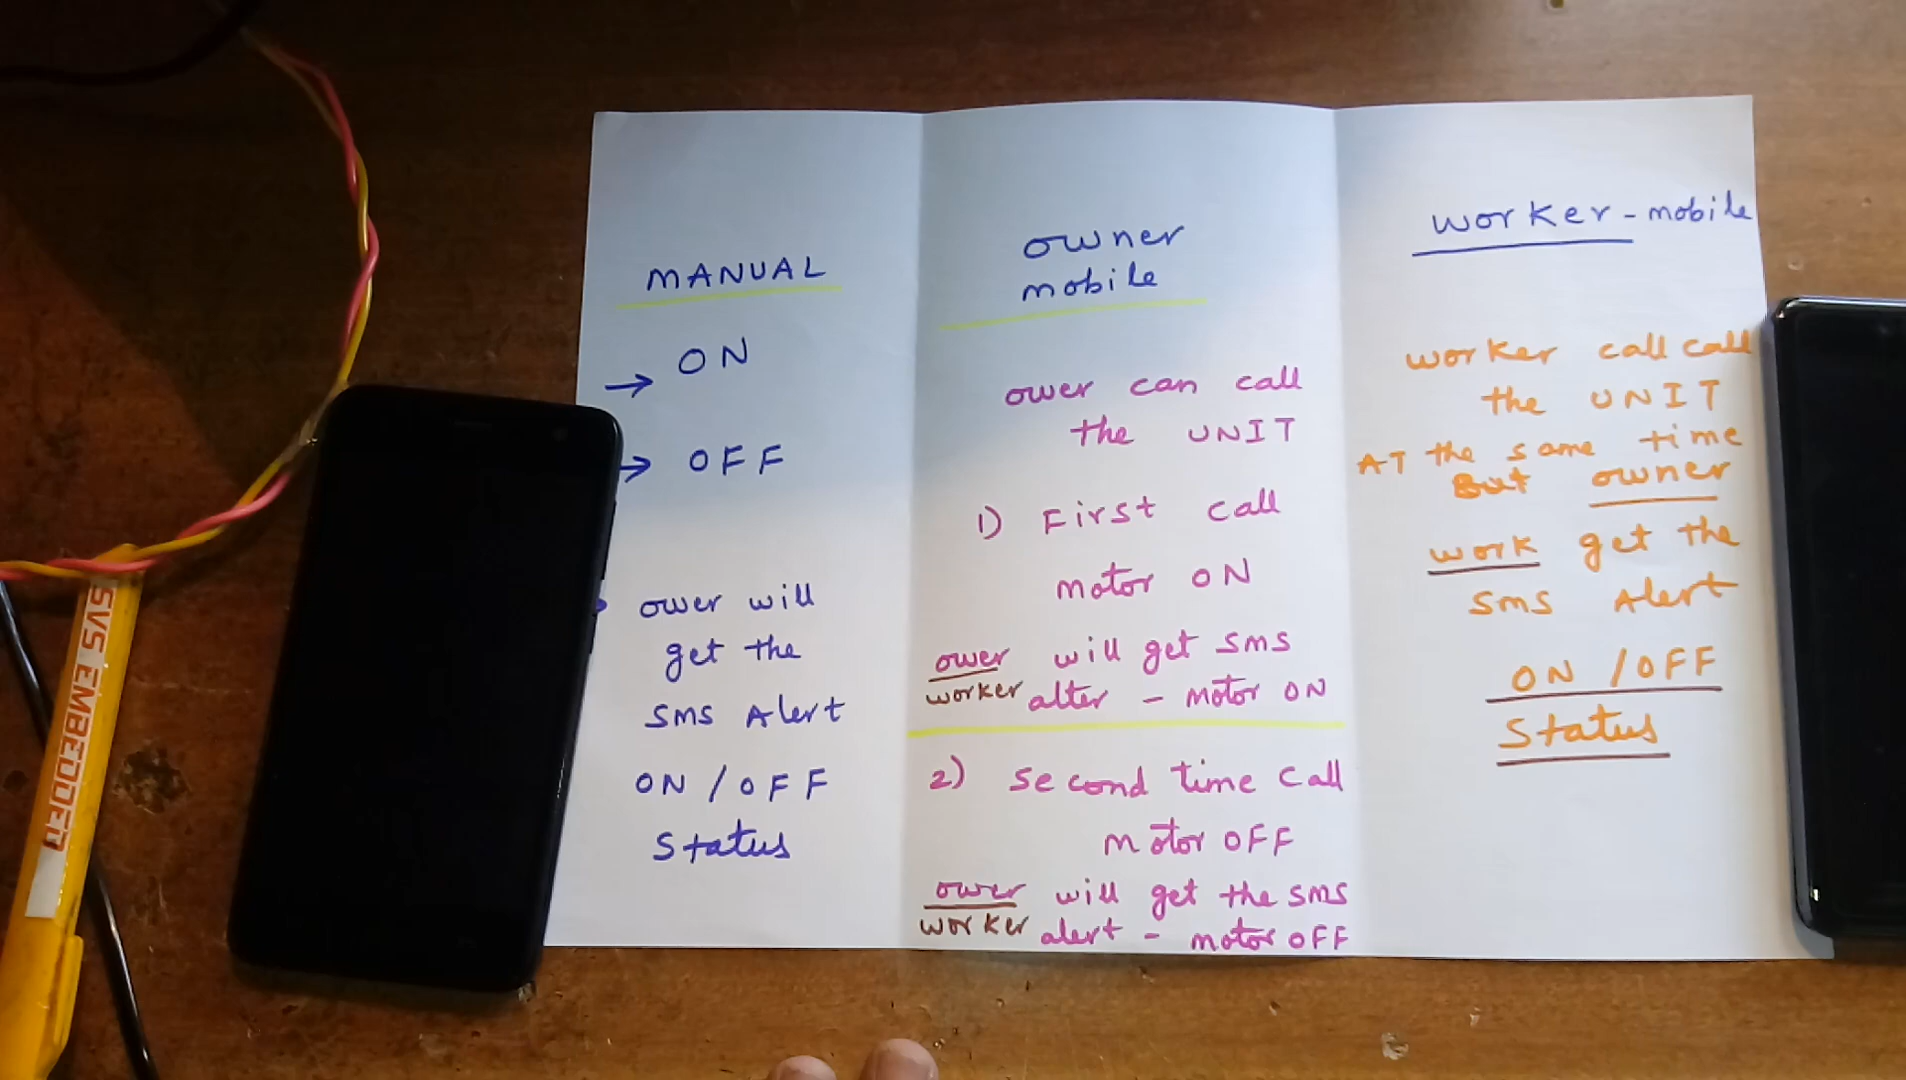 MANUAL
→ ON
→ OFF
ower will
get the
SMS Alert
ON / OFF
Status
owner
mobile
ower can call
the UNIT
1) First call
motor ON
ower will get sms
worker alter - motor ON
2) Second time call
motor OFF
ower will get the SMS
worker alert - motor OFF
worker - mobile
worker call call
the UNIT
AT the same time
But owner
work get the
SMS Alert
ON / OFF
Status
SVS EMBEDDED